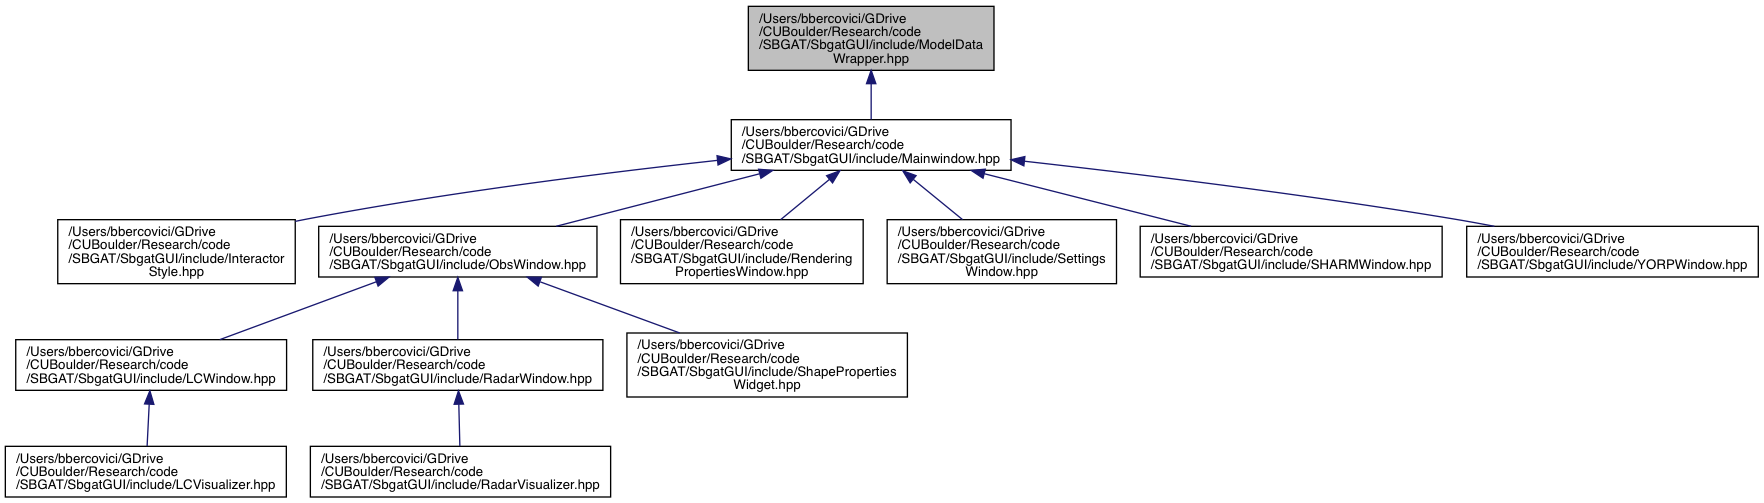 /Users/bbercovici/GDrive
/CUBoulder/Research/code
/SBGAT/SbgatGUI/include/ModelData
Wrapper.hpp
/Users/bbercovici/GDrive
/CUBoulder/Research/code
/SBGAT/SbgatGUI/include/Mainwindow.hpp
/Users/bbercovici/GDrive
/CUBoulder/Research/code
/SBGAT/SbgatGUI/include/Interactor
Style.hpp
/Users/bbercovici/GDrive
/CUBoulder/Research/code
/SBGAT/SbgatGUI/include/ObsWindow.hpp
/Users/bbercovici/GDrive
/CUBoulder/Research/code
/SBGAT/SbgatGUI/include/Rendering
PropertiesWindow.hpp
/Users/bbercovici/GDrive
/CUBoulder/Research/code
/SBGAT/SbgatGUI/include/Settings
Window.hpp
/Users/bbercovici/GDrive
/CUBoulder/Research/code
/SBGAT/SbgatGUI/include/SHARMWindow.hpp
/Users/bbercovici/GDrive
/CUBoulder/Research/code
/SBGAT/SbgatGUI/include/YORPWindow.hpp
/Users/bbercovici/GDrive
/CUBoulder/Research/code
/SBGAT/SbgatGUI/include/LCWindow.hpp
/Users/bbercovici/GDrive
/CUBoulder/Research/code
/SBGAT/SbgatGUI/include/RadarWindow.hpp
/Users/bbercovici/GDrive
/CUBoulder/Research/code
/SBGAT/SbgatGUI/include/ShapeProperties
Widget.hpp
/Users/bbercovici/GDrive
/CUBoulder/Research/code
/SBGAT/SbgatGUI/include/LCVisualizer.hpp
/Users/bbercovici/GDrive
/CUBoulder/Research/code
/SBGAT/SbgatGUI/include/RadarVisualizer.hpp